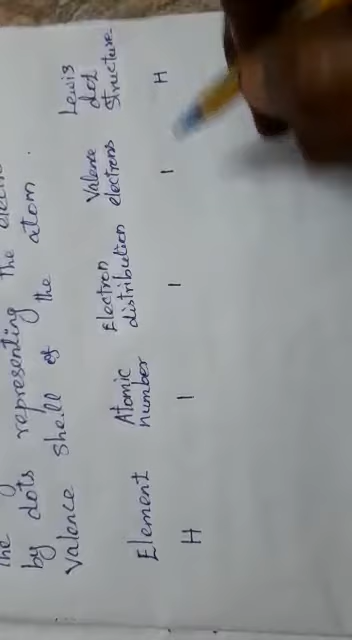 the
by dots representing the
Valence shell of the atom.
Element Atomic number Electron distribution Valence electrons Lewis dot structure
H 1 1 1 H